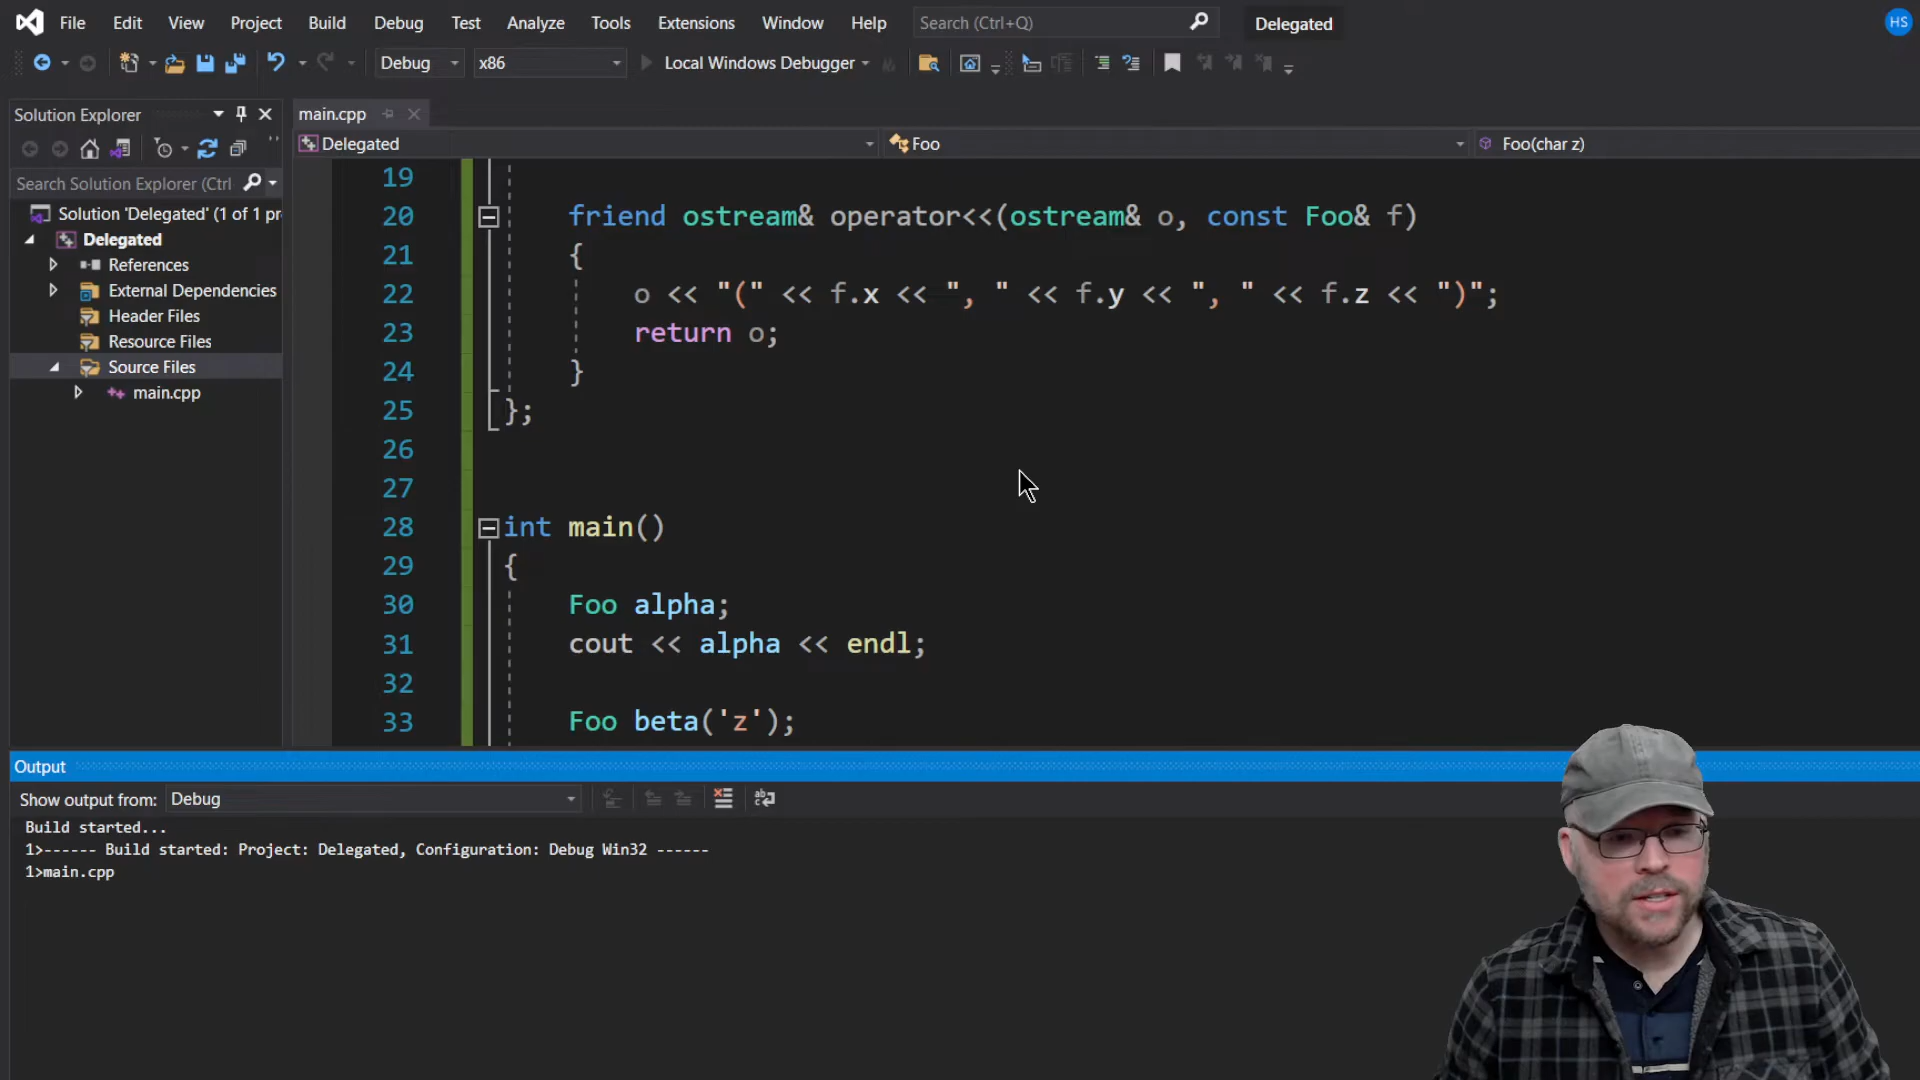 File Edit View Project Build Debug Test Analyze Tools Extensions Window Help Search (Ctrl+Q) Delegated HS
Debug x86 Local Windows Debugger
Solution Explorer
main.cpp
Delegated Foo Foo(char z)
Search Solution Explorer (Ctrl
Solution 'Delegated' (1 of 1 pr
Delegated
References
External Dependencies
Header Files
Resource Files
Source Files
main.cpp
19
20 friend ostream& operator<<(ostream& o, const Foo& f)
21 {
22 o << "(" << f.x << ", " << f.y << ", " << f.z << ")";
23 return o;
24 }
25 };
26
27
28 int main()
29 {
30 Foo alpha;
31 cout << alpha << endl;
32
33 Foo beta('z');
Output
Show output from: Debug
Build started...
1>------ Build started: Project: Delegated, Configuration: Debug Win32 ------
1>main.cpp